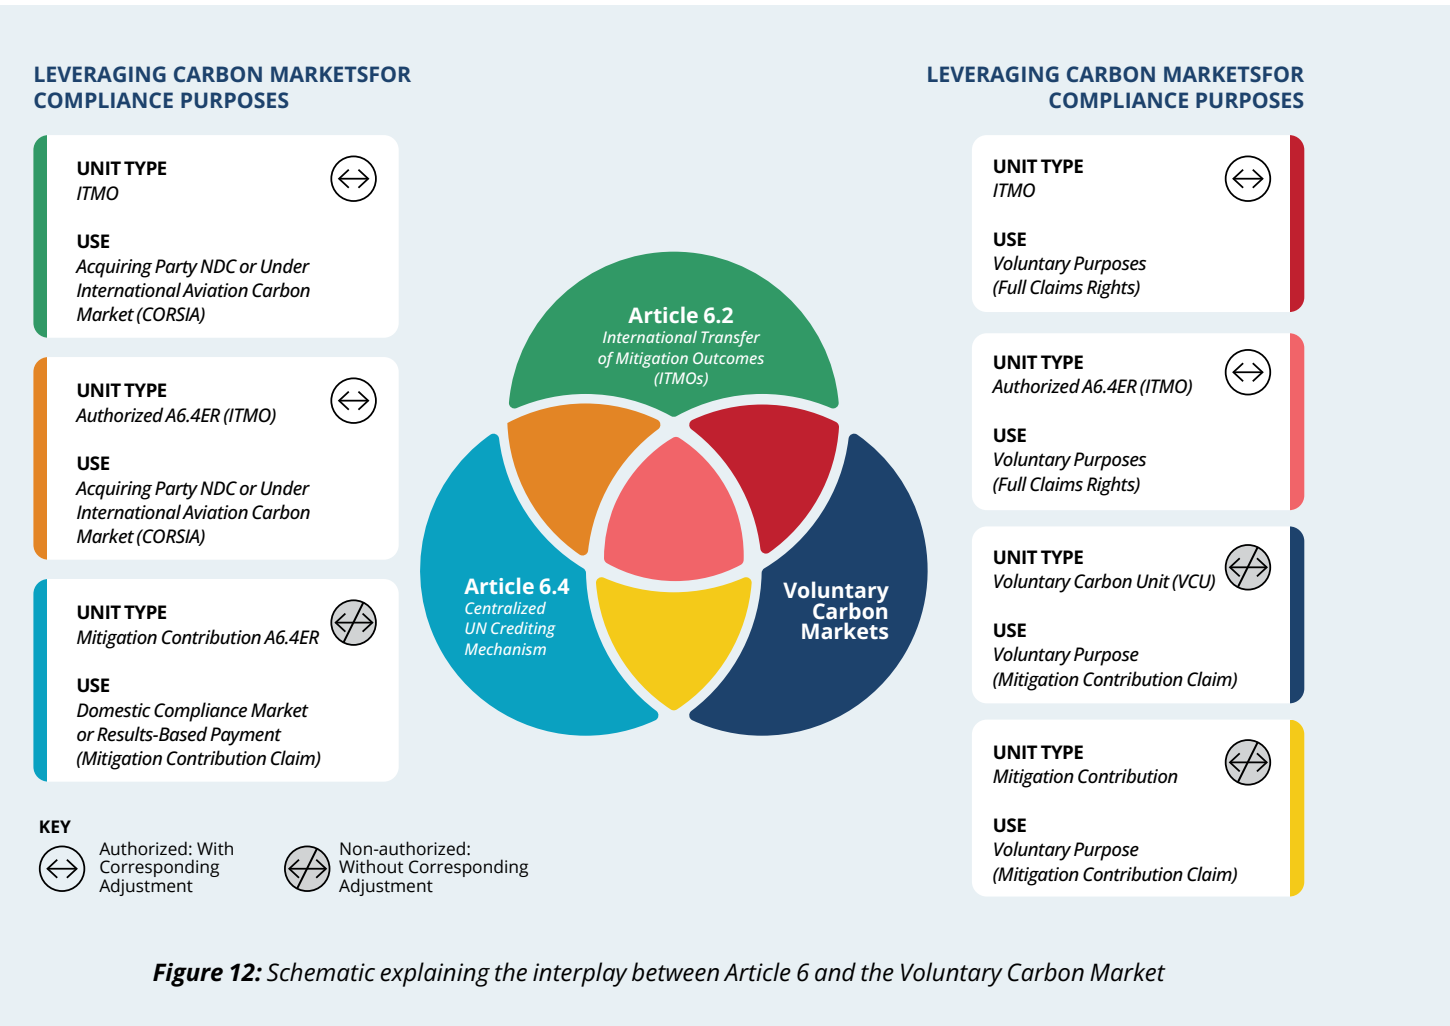 LEVERAGING CARBON MARKETSFOR
COMPLIANCE PURPOSES
UNIT TYPE
ITMO
USE
Acquiring Party NDC or Under
International Aviation Carbon
Market (CORSIA)
UNIT TYPE
Authorized A6.4ER (ITMO)
USE
Acquiring Party NDC or Under
International Aviation Carbon
Market (CORSIA)
UNIT TYPE
Mitigation Contribution A6.4ER
USE
Domestic Compliance Market
or Results-Based Payment
(Mitigation Contribution Claim)
KEY
Authorized: With
Corresponding
Adjustment
Non-authorized:
Without Corresponding
Adjustment
Article 6.2
International Transfer
of Mitigation Outcomes
(ITMOs)
Article 6.4
Centralized
UN Crediting
Mechanism
Voluntary
Carbon
Markets
LEVERAGING CARBON MARKETSFOR
COMPLIANCE PURPOSES
UNIT TYPE
ITMO
USE
Voluntary Purposes
(Full Claims Rights)
UNIT TYPE
Authorized A6.4ER (ITMO)
USE
Voluntary Purposes
(Full Claims Rights)
UNIT TYPE
Voluntary Carbon Unit (VCU)
USE
Voluntary Purpose
(Mitigation Contribution Claim)
UNIT TYPE
Mitigation Contribution
USE
Voluntary Purpose
(Mitigation Contribution Claim)
Figure 12: Schematic explaining the interplay between Article 6 and the Voluntary Carbon Market